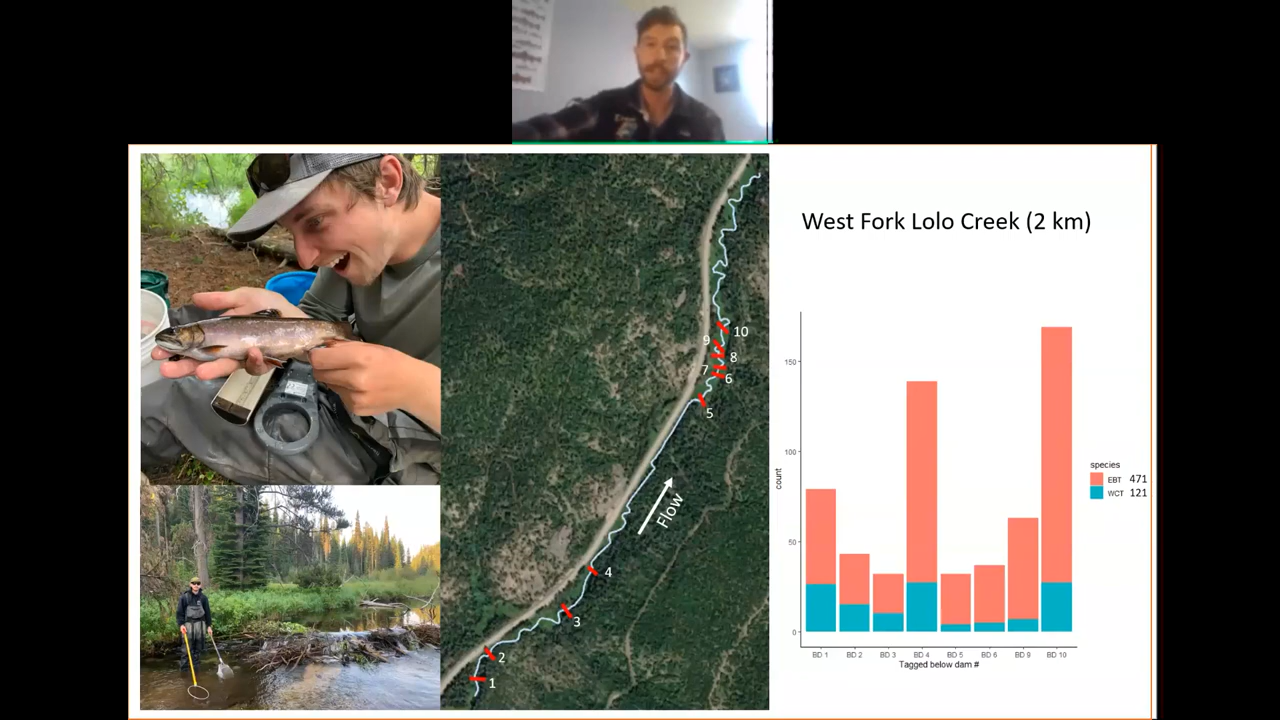 West Fork Lolo Creek (2 km)
10
9
8
7
6
5
Flow
4
3
2
1
150
100
50
0
count
BD 1 BD 2 BD 3 BD 4 BD 5 BD 6 BD 9 BD 10
Tagged below dam #
species
EBT 471
WCT 121